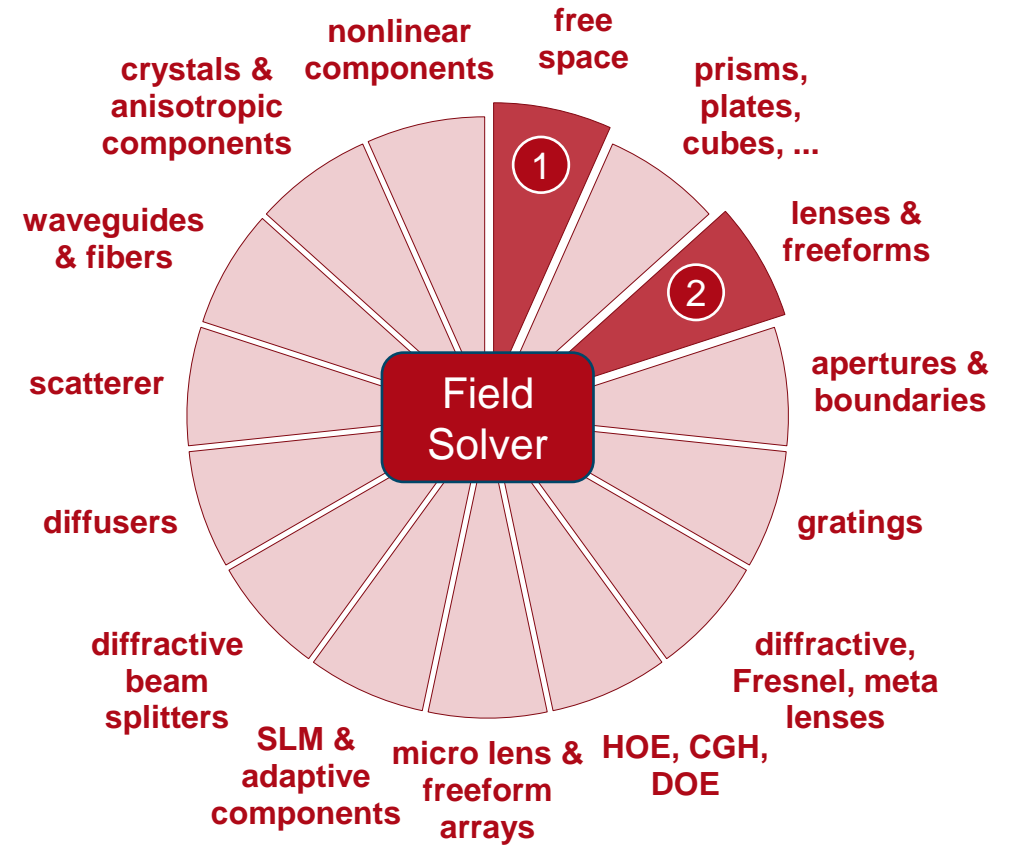 free
space
prisms,
plates,
cubes, ...
lenses &
freeforms
apertures &
boundaries
gratings
diffractive,
Fresnel, meta
lenses
HOE, CGH,
DOE
micro lens &
freeform
arrays
SLM &
adaptive
components
diffractive
beam
splitters
diffusers
scatterer
waveguides
& fibers
crystals &
anisotropic
components
nonlinear
components
1
2
Field
Solver